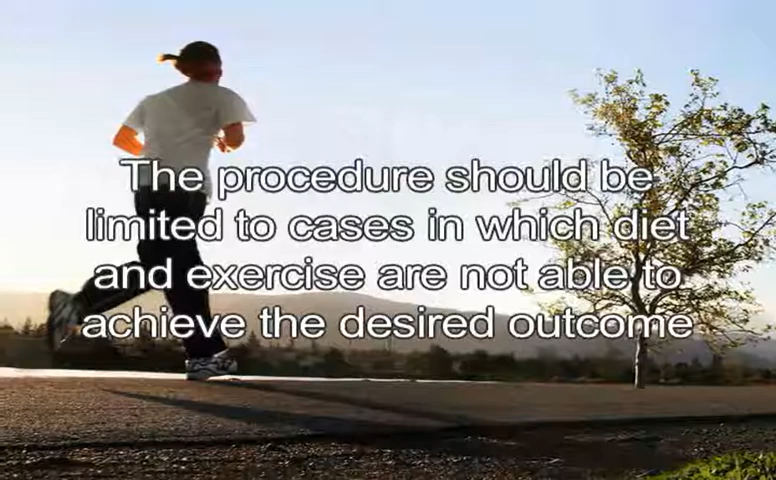 The procedure should be
limited to cases in which diet
and exercise are not able to
achieve the desired outcome